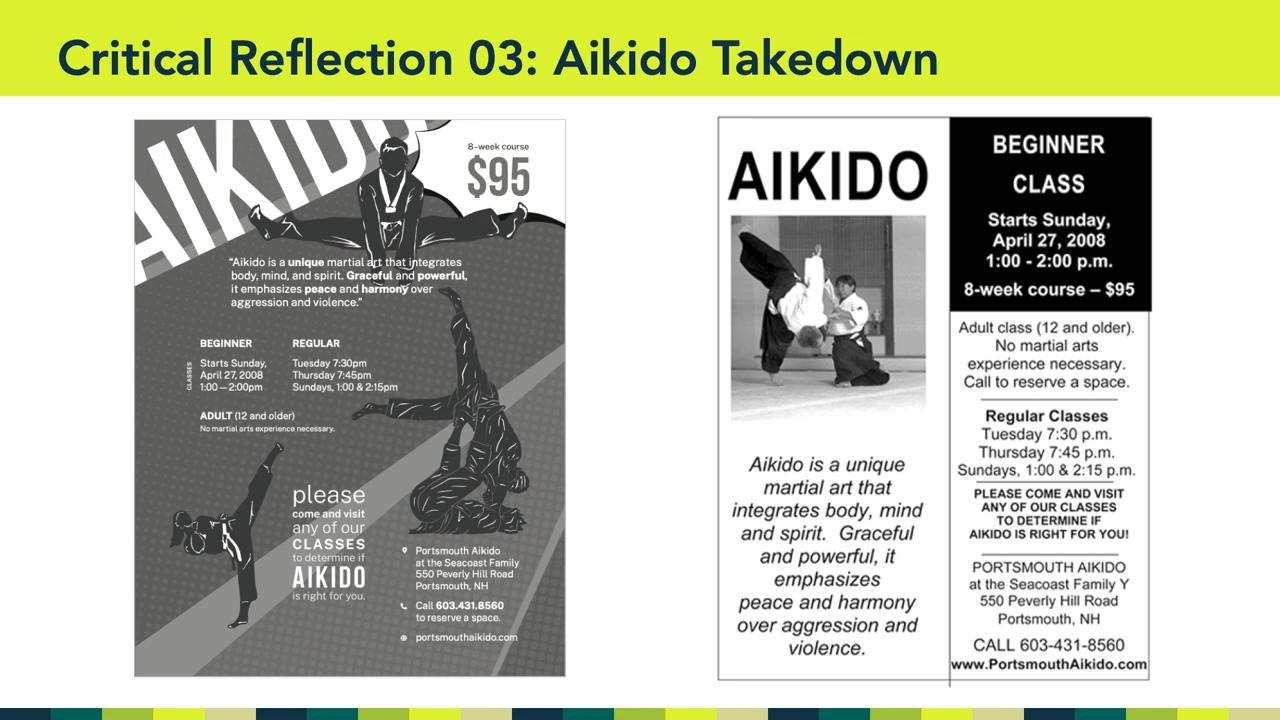 Critical Reflection 03: Aikido Takedown
AIKIDO
8-week course
$95
“Aikido is a unique martial art that integrates
body, mind, and spirit. Graceful and powerful,
it emphasizes peace and harmony over
aggression and violence.”
CLASSES
BEGINNER
Starts Sunday,
April 27, 2008
1:00—2:00pm
REGULAR
Tuesday 7:30pm
Thursday 7:45pm
Sundays, 1:00 & 2:15pm
ADULT (12 and older)
No martial arts experience necessary.
please
come and visit
any of our
CLASSES
to determine if
AIKIDO
is right for you.
Portsmouth Aikido
at the Seacoast Family
550 Peverly Hill Road
Portsmouth, NH
Call 603.431.8560
to reserve a space.
portsmouthaikido.com
AIKIDO
Aikido is a unique
martial art that
integrates body, mind
and spirit. Graceful
and powerful, it
emphasizes
peace and harmony
over aggression and
violence.
BEGINNER
CLASS
Starts Sunday,
April 27, 2008
1:00 - 2:00 p.m.
8-week course – $95
Adult class (12 and older).
No martial arts
experience necessary.
Call to reserve a space.
Regular Classes
Tuesday 7:30 p.m.
Thursday 7:45 p.m.
Sundays, 1:00 & 2:15 p.m.
PLEASE COME AND VISIT
ANY OF OUR CLASSES
TO DETERMINE IF
AIKIDO IS RIGHT FOR YOU!
PORTSMOUTH AIKIDO
at the Seacoast Family Y
550 Peverly Hill Road
Portsmouth, NH
CALL 603-431-8560
www.PortsmouthAikido.com